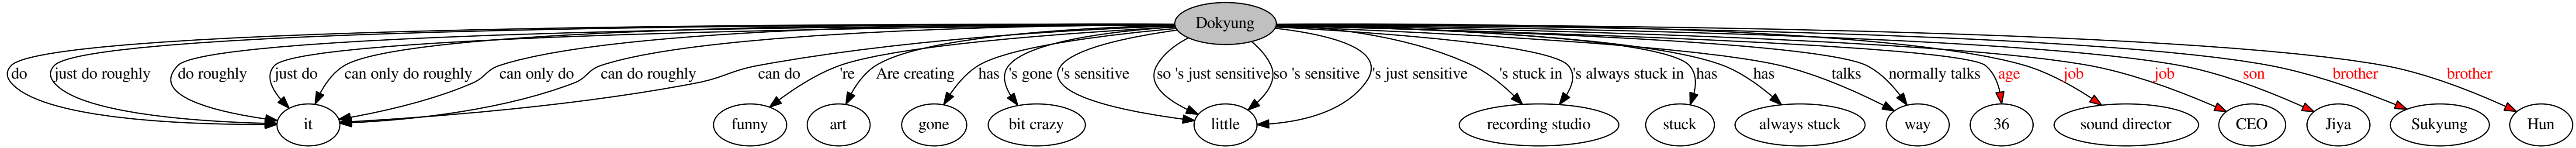 Dokyung
do just do roughly do roughly just do can only do roughly can only do can do roughly can do 're Are creating has 's gone 's sensitive so 's just sensitive so 's sensitive 's just sensitive 's stuck in 's always stuck in has has talks normally talks age job job son brother brother
it funny art gone bit crazy little recording studio stuck always stuck way 36 sound director CEO Jiya Sukyung Hun